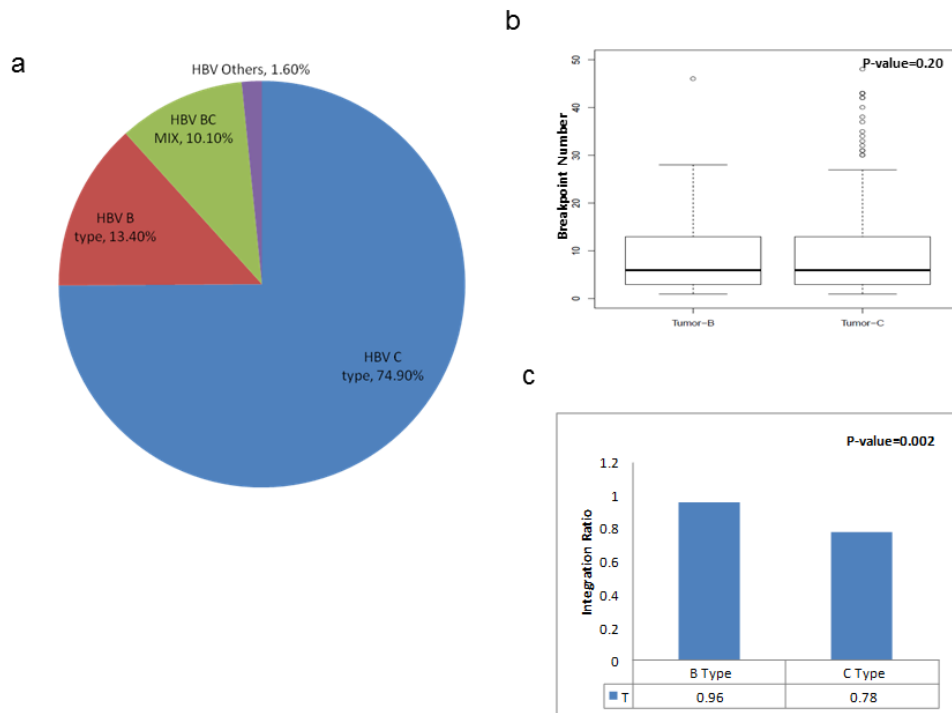 a
HBV Others, 1.60%
HBV BC
MIX, 10.10%
HBV B
type, 13.40%
HBV C
type, 74.90%
b
P-value=0.20
Breakpoint Number
50
40
30
20
10
0
Tumor-B
Tumor-C
c
P-value=0.002
Integration Ratio
1.2
1
0.8
0.6
0.4
0.2
0
B Type
C Type
T
0.96
0.78